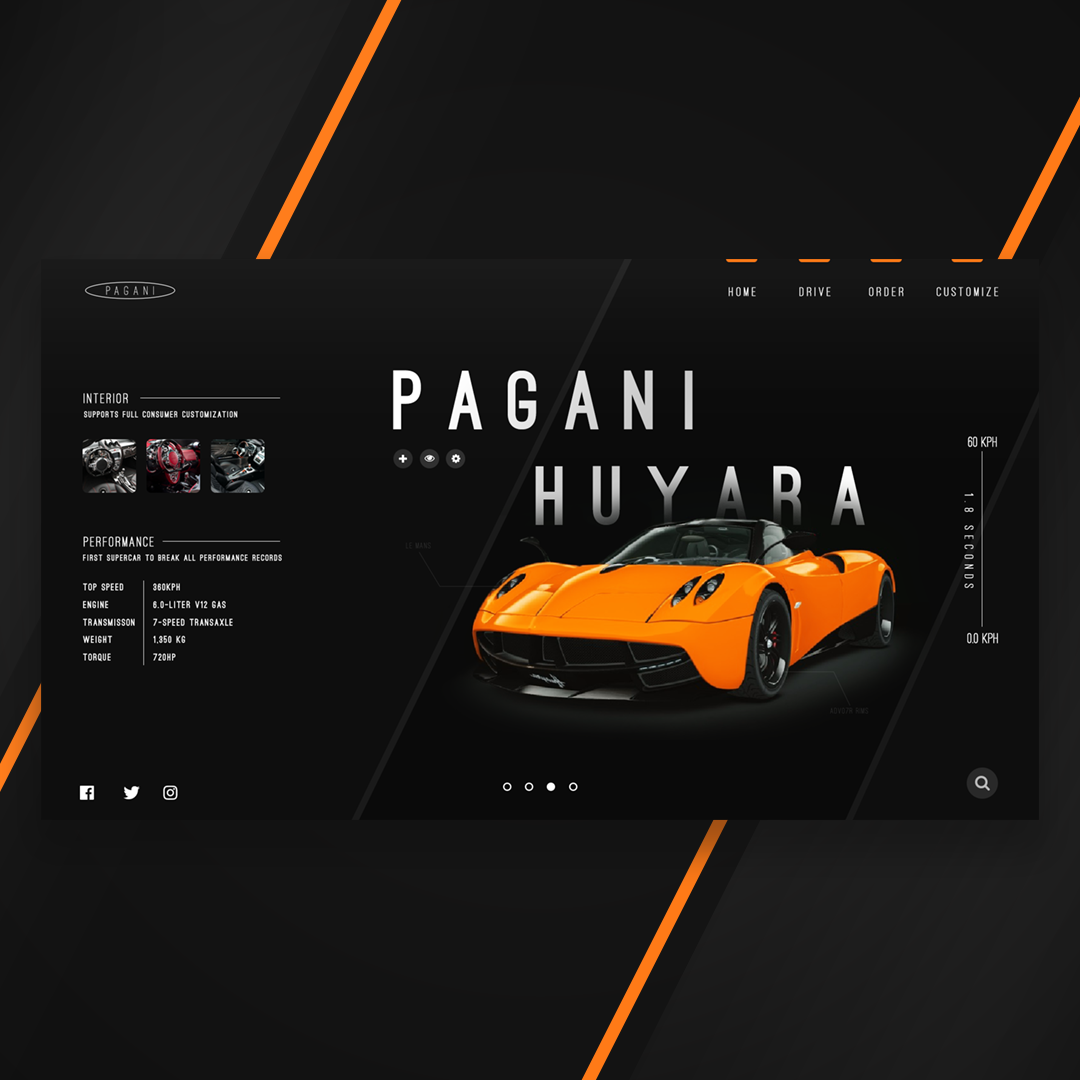 PAGANI
HOME
DRIVE
ORDER
CUSTOMIZE
INTERIOR
SUPPORTS FULL CONSUMER CUSTOMIZATION
PAGANI
HUYARA
PERFORMANCE
FIRST SUPERCAR TO BREAK ALL PERFORMANCE RECORDS
TOP SPEED 360KPH
ENGINE 6.0-LITER V12 GAS
TRANSMISSON 7-SPEED TRANSAXLE
WEIGHT 1,350 KG
TORQUE 720HP
LE MANS
60 KPH
1.8 SECONDS
0.0 KPH